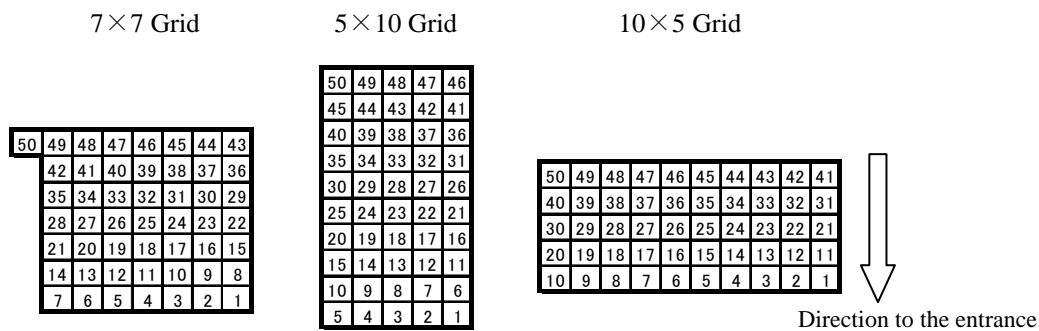 7×7 Grid 5×10 Grid 10×5 Grid
50 49 48 47 46 45 44 43
42 41 40 39 38 37 36
35 34 33 32 31 30 29
28 27 26 25 24 23 22
21 20 19 18 17 16 15
14 13 12 11 10 9 8
7 6 5 4 3 2 1
50 49 48 47 46
45 44 43 42 41
40 39 38 37 36
35 34 33 32 31
30 29 28 27 26
25 24 23 22 21
20 19 18 17 16
15 14 13 12 11
10 9 8 7 6
5 4 3 2 1
50 49 48 47 46 45 44 43 42 41
40 39 38 37 36 35 34 33 32 31
30 29 28 27 26 25 24 23 22 21
20 19 18 17 16 15 14 13 12 11
10 9 8 7 6 5 4 3 2 1
Direction to the entrance